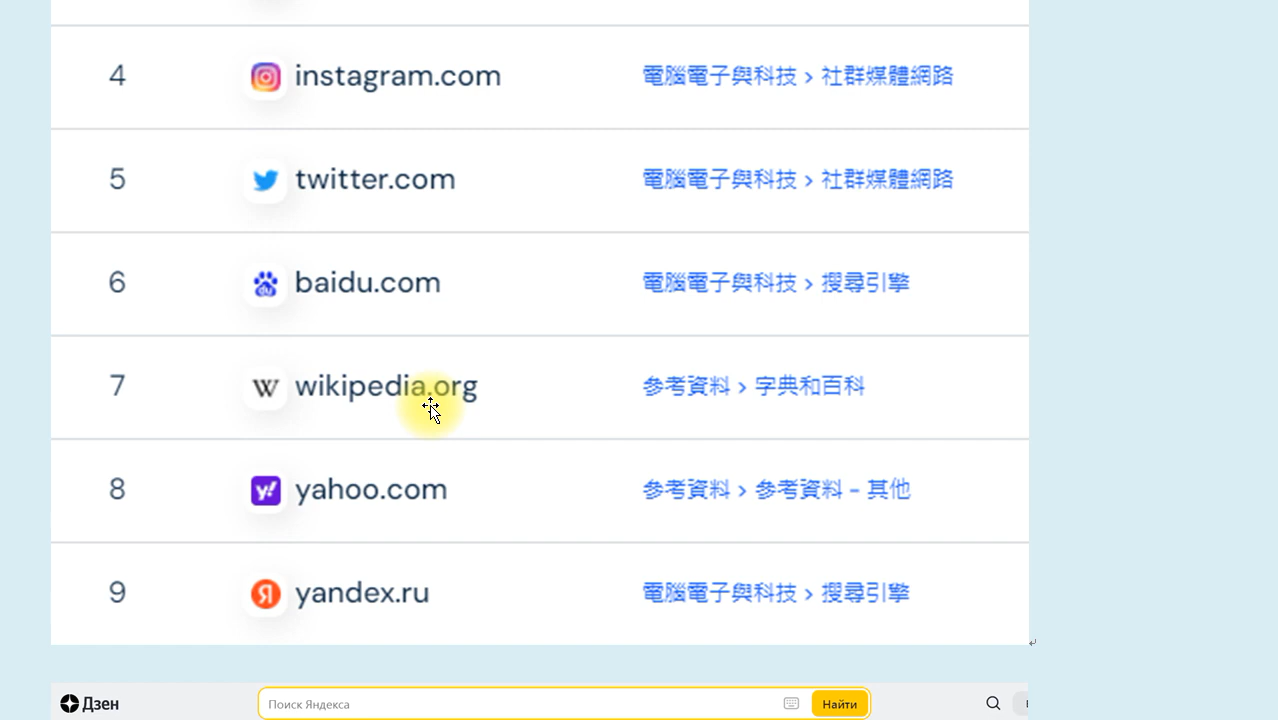 4 instagram.com 電腦電子與科技 > 社群媒體網路
5 twitter.com 電腦電子與科技 > 社群媒體網路
6 du baidu.com 電腦電子與科技 > 搜尋引擎
7 W wikipedia.org 參考資料 > 字典和百科
8 y! yahoo.com 參考資料 > 參考資料 - 其他
9 Я yandex.ru 電腦電子與科技 > 搜尋引擎
Дзен Поиск Яндекса Найти